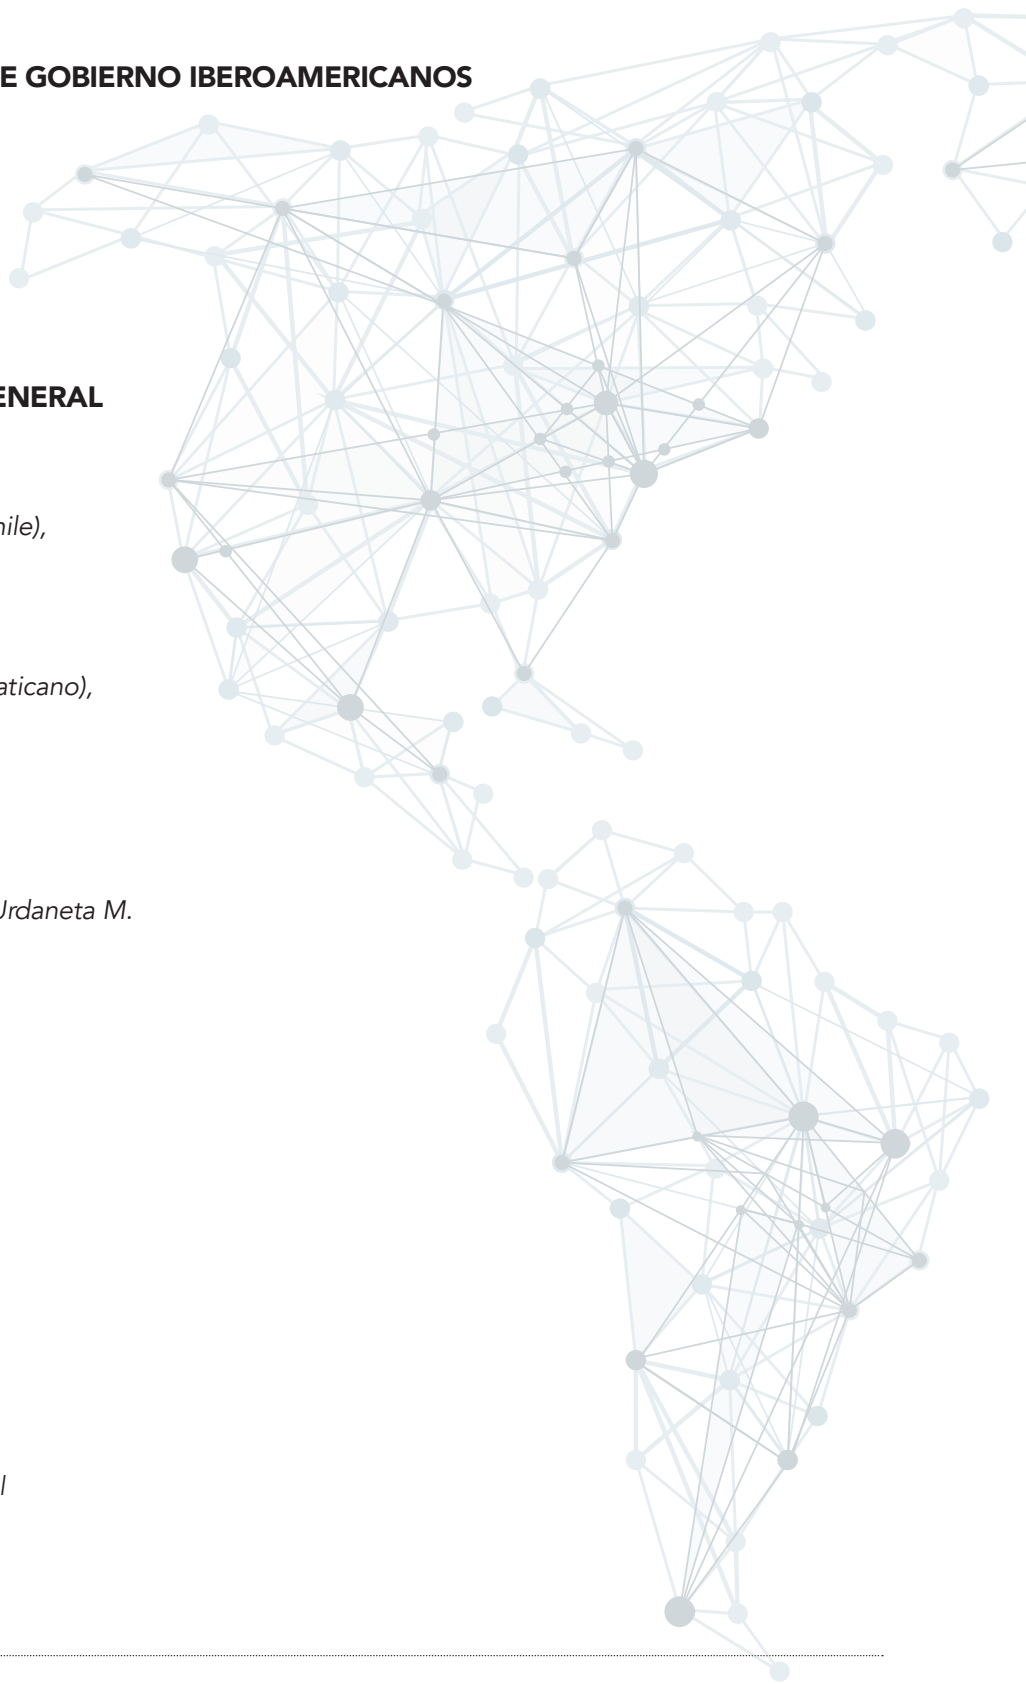 E GOBIERNO IBEROAMERICANOS
ENERAL
hile),
aticano),
Urdaneta M.
l